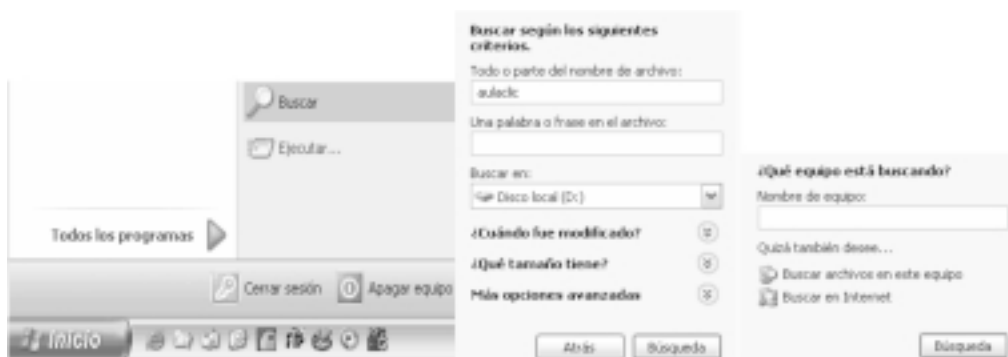 Buscar
Ejecutar...
Todos los programas
Cerrar sesión
Apagar equipo
Inicio
Buscar según los siguientes
criterios.
Todo o parte del nombre de archivo:
aulaclic
Una palabra o frase en el archivo:
Buscar en:
Disco local (D:)
¿Cuándo fue modificado?
¿Qué tamaño tiene?
Más opciones avanzadas
Atrás
Búsqueda
¿Qué equipo está buscando?
Nombre de equipo:
Quizá también desee...
Buscar archivos en este equipo
Buscar en Internet
Búsqueda